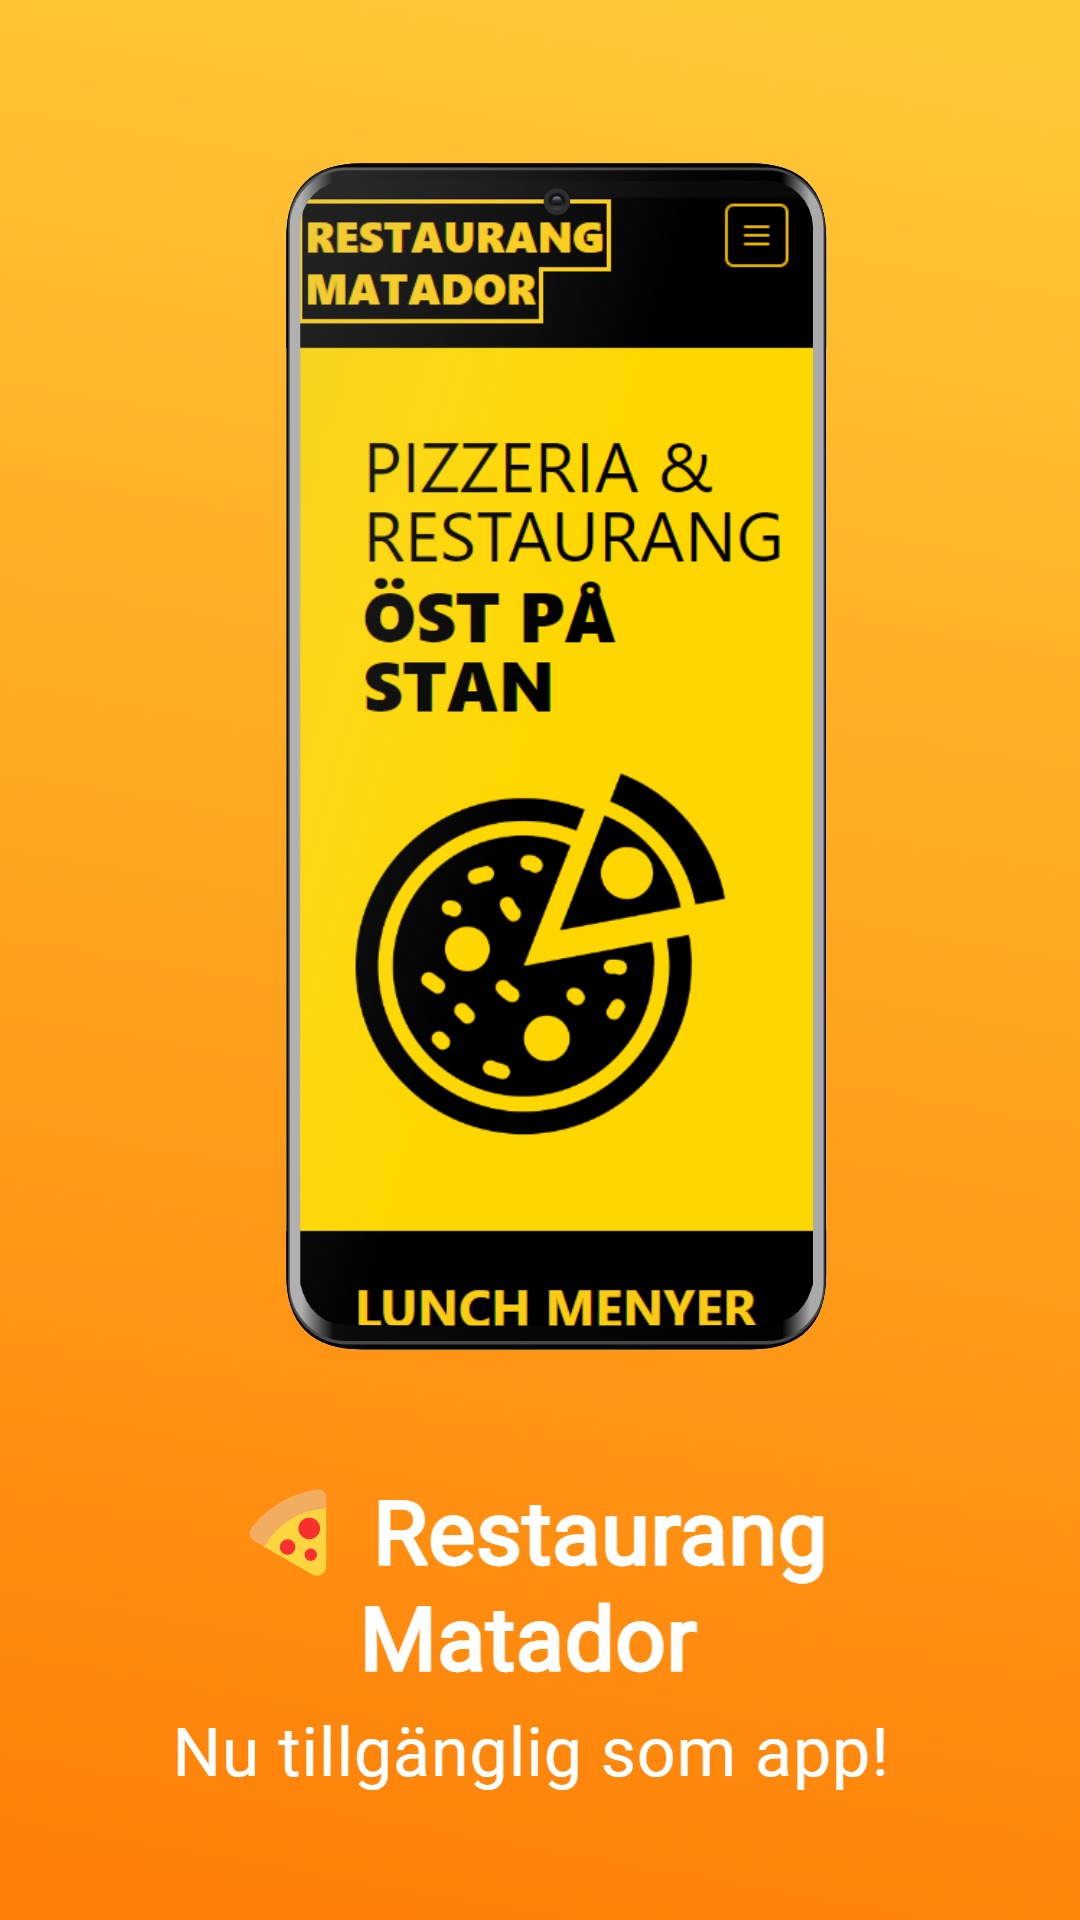 RESTAURANG
MATADOR
PIZZERIA &
RESTAURANG
ÖST PÅ
STAN
LUNCH MENYER
Restaurang
Matador
Nu tillgänglig som app!